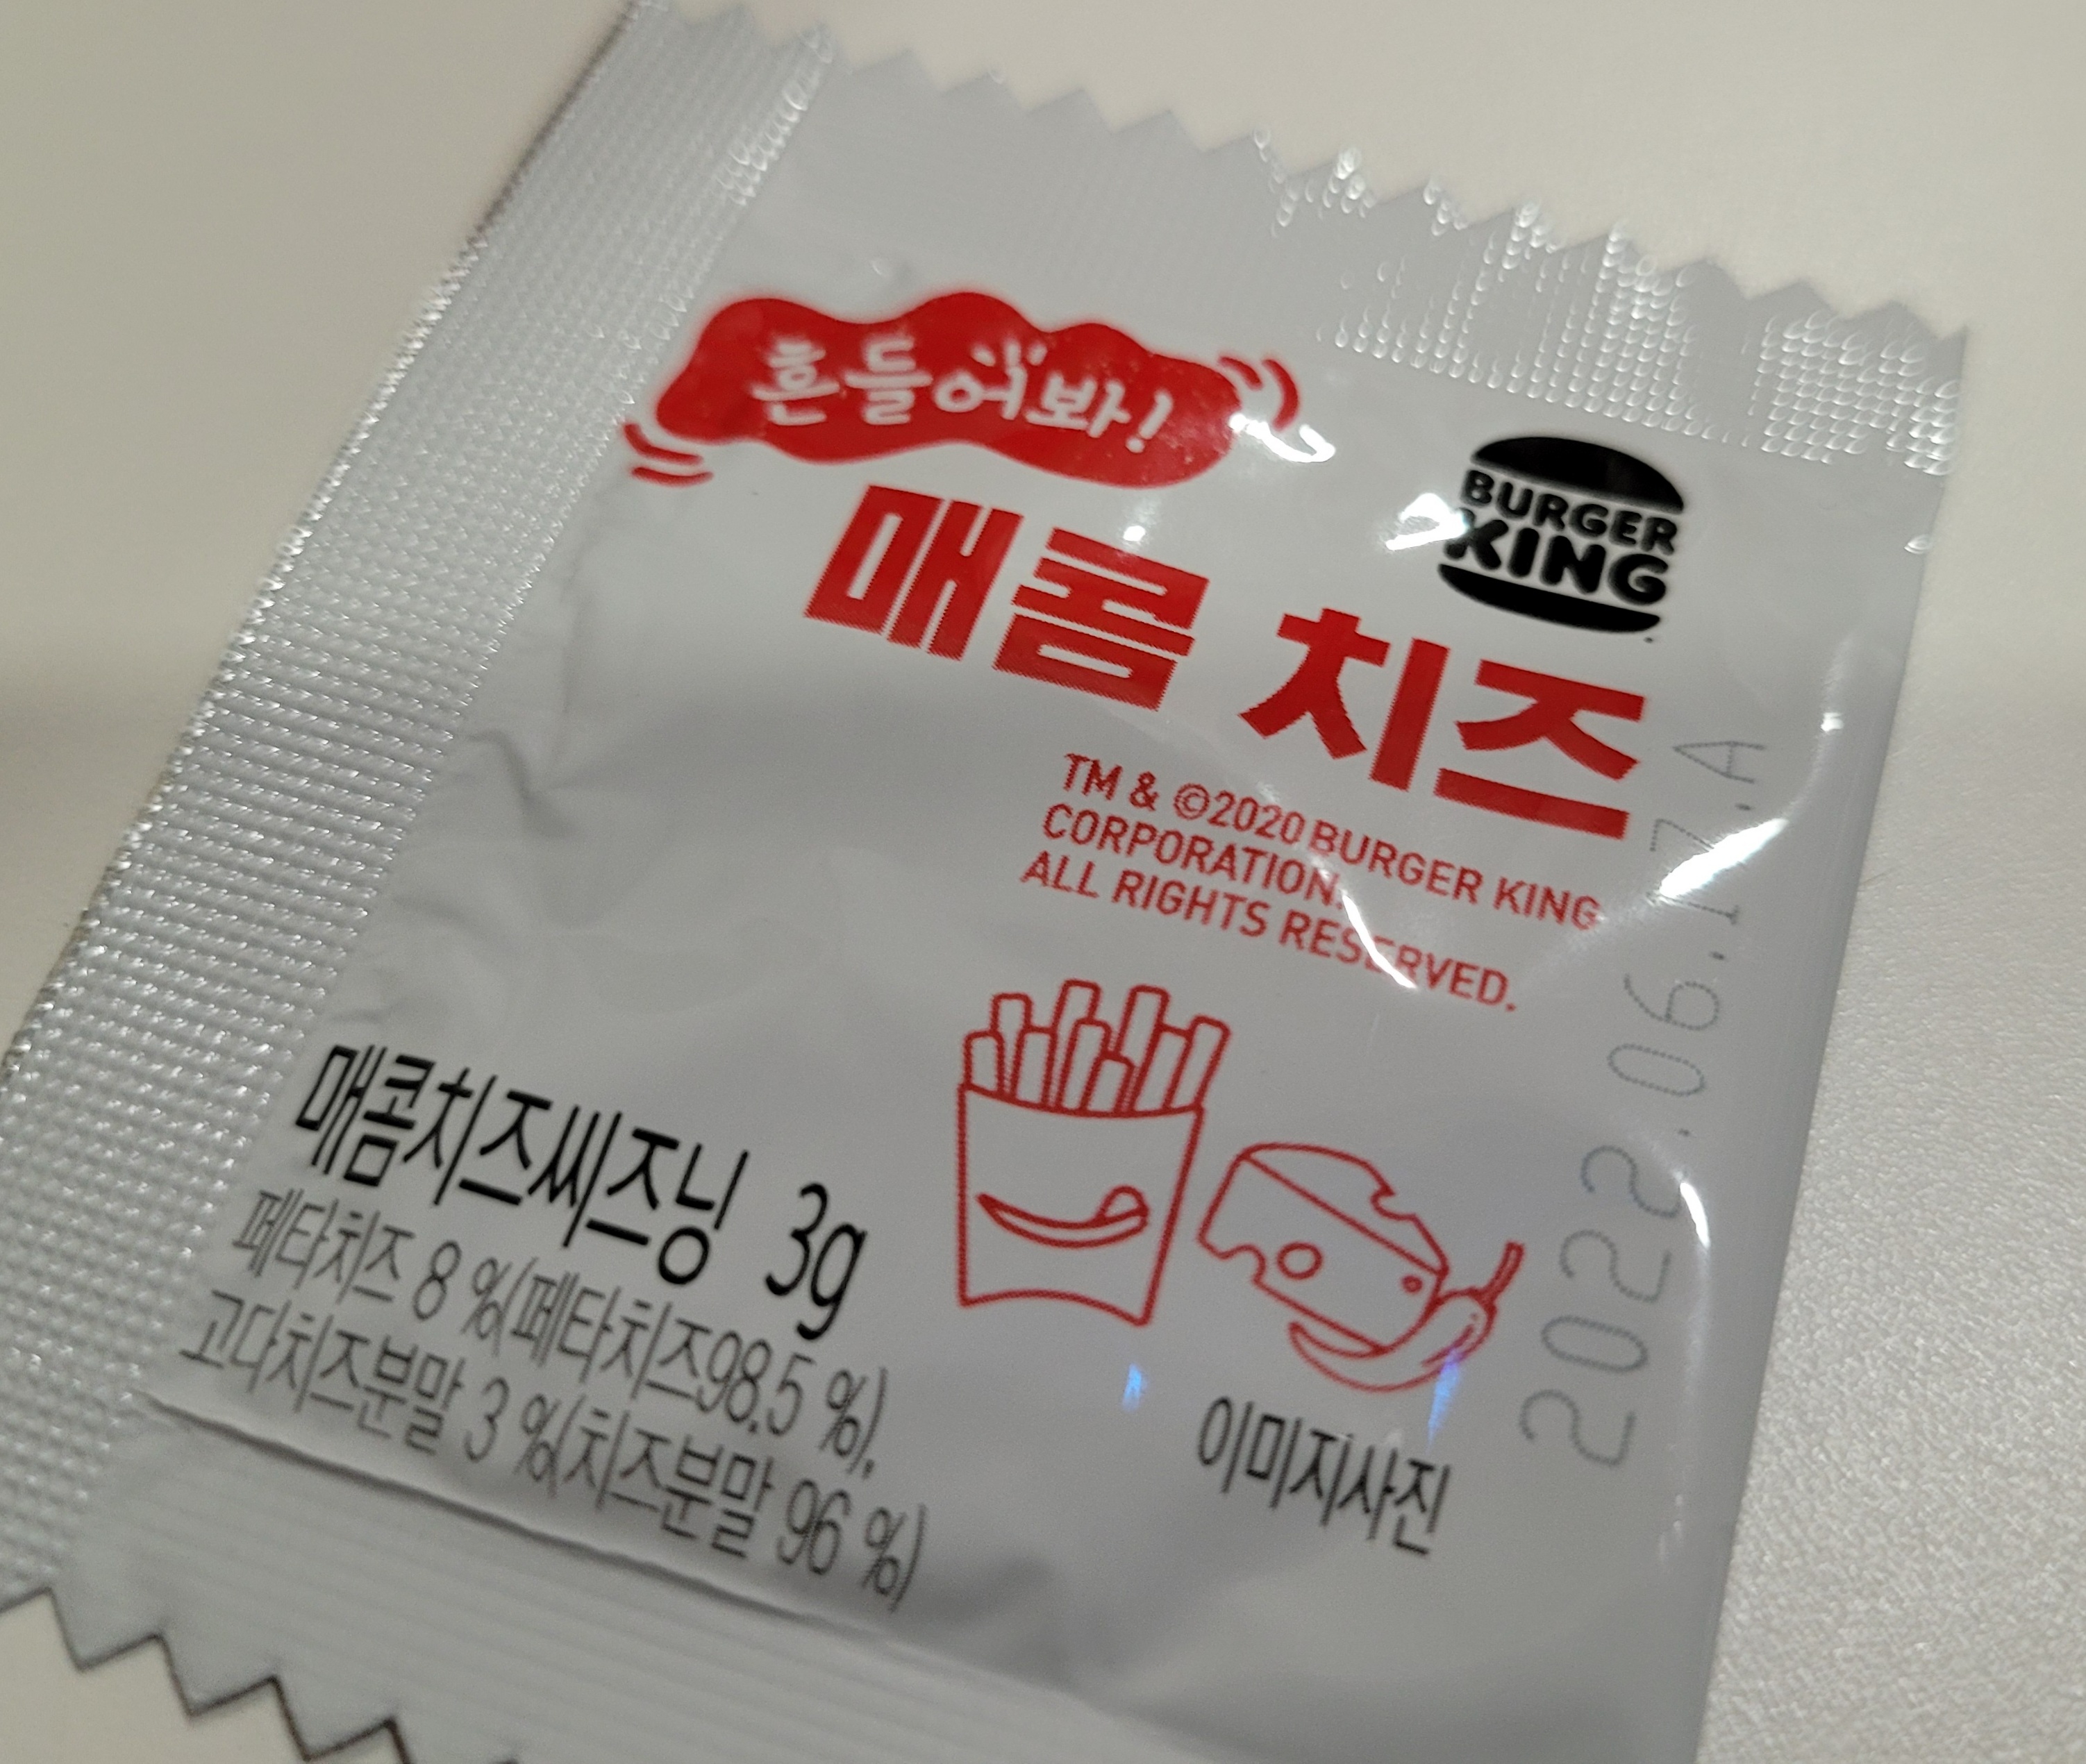 흔들어봐!
BURGER
KING
매콤 치즈
TM & ©2020 BURGER KING
CORPORATION.
ALL RIGHTS RESERVED.
매콤치즈씨즈닝 3g
페타치즈 8 %(페타치즈98.5 %),
고다치즈분말 3 %(치즈분말 96 %)
이미지사진
2022.06.17.A